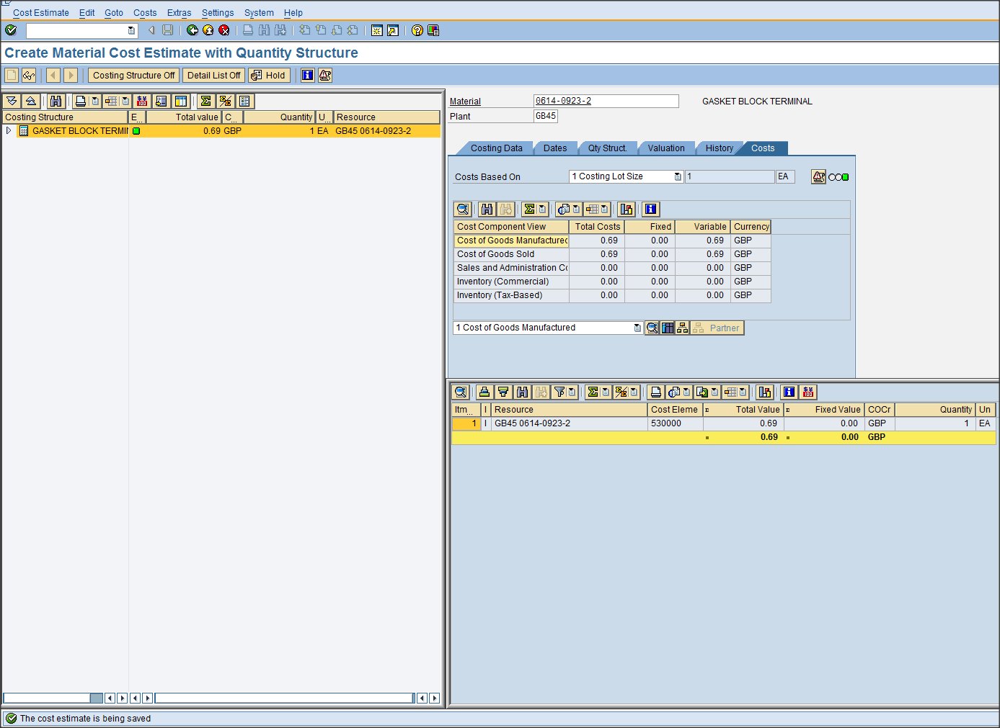 Cost Estimate Edit Goto Costs Extras Settings System Help
Create Material Cost Estimate with Quantity Structure
Costing Structure Off Detail List Off Hold
Costing Structure E... Total value C... Quantity U... Resource
GASKET BLOCK TERMIN 0.69 GBP 1 EA GB45 0614-0923-2
Material 0614-0923-2 GASKET BLOCK TERMINAL
Plant GB45
Costing Data Dates Qty Struct. Valuation History Costs
Costs Based On 1 Costing Lot Size 1 EA
Cost Component View Total Costs Fixed Variable Currency
Cost of Goods Manufactured 0.69 0.00 0.69 GBP
Cost of Goods Sold 0.69 0.00 0.69 GBP
Sales and Administration Co 0.00 0.00 0.00 GBP
Inventory (Commercial) 0.00 0.00 0.00 GBP
Inventory (Tax-Based) 0.00 0.00 0.00 GBP
1 Cost of Goods Manufactured Partner
Itm... I Resource Cost Eleme Σ Total Value Σ Fixed Value COCr Quantity Un
1 I GB45 0614-0923-2 530000 0.69 0.00 GBP 1 EA
0.69 0.00 GBP
The cost estimate is being saved